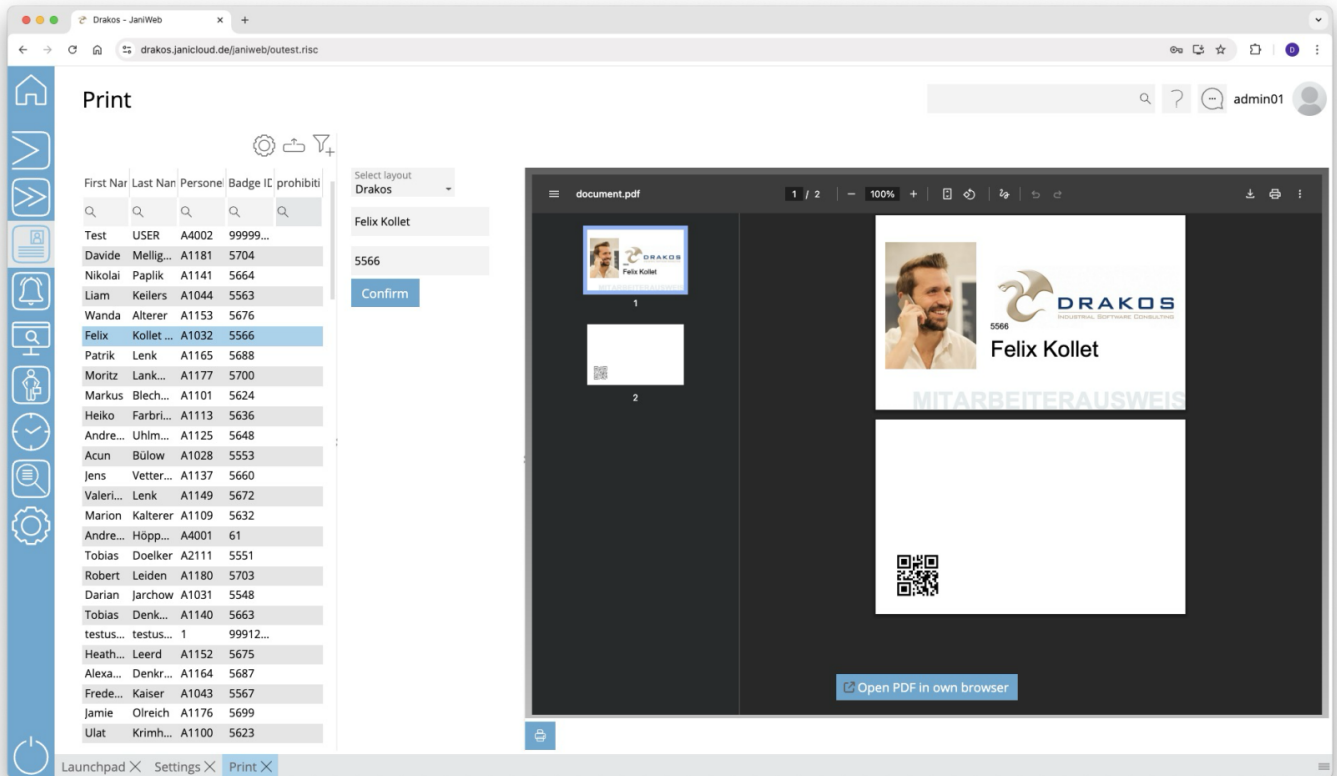 Drakos - JaniWeb
drakos.janicloud.de/janiweb/outest.risc
Print
admin01
First Nar Last Nan Persone Badge ID prohibiti
Test USER A4002 99999...
Davide Mellig... A1181 5704
Nikolai Paplik A1141 5664
Liam Keilers A1044 5563
Wanda Alterer A1153 5676
Felix Kollet ... A1032 5566
Patrik Lenk A1165 5688
Moritz Lank... A1177 5700
Markus Blech... A1101 5624
Heiko Farbri... A1113 5636
Andre... Uhlm... A1125 5648
Acun Bülow A1028 5553
Jens Vetter... A1137 5660
Valeri... Lenk A1149 5672
Marion Kalterer A1109 5632
Andre... Höpp... A4001 61
Tobias Doelker A2111 5551
Robert Leiden A1180 5703
Darian Jarchow A1031 5548
Tobias Denk... A1140 5663
testus... testus... 1 99912...
Heath... Leerd A1152 5675
Alexa... Denkr... A1164 5687
Frede... Kaiser A1043 5567
Jamie Olreich A1176 5699
Ulat Krimh... A1100 5623
Select layout
Drakos
Felix Kollet
5566
Confirm
document.pdf 1 / 2 100%
DRAKOS
Felix Kollet
MITARBEITERAUSWEIS
1
2
DRAKOS
INDUSTRIAL SOFTWARE CONSULTING
5566
Felix Kollet
MITARBEITERAUSWEIS
Open PDF in own browser
Launchpad Settings Print